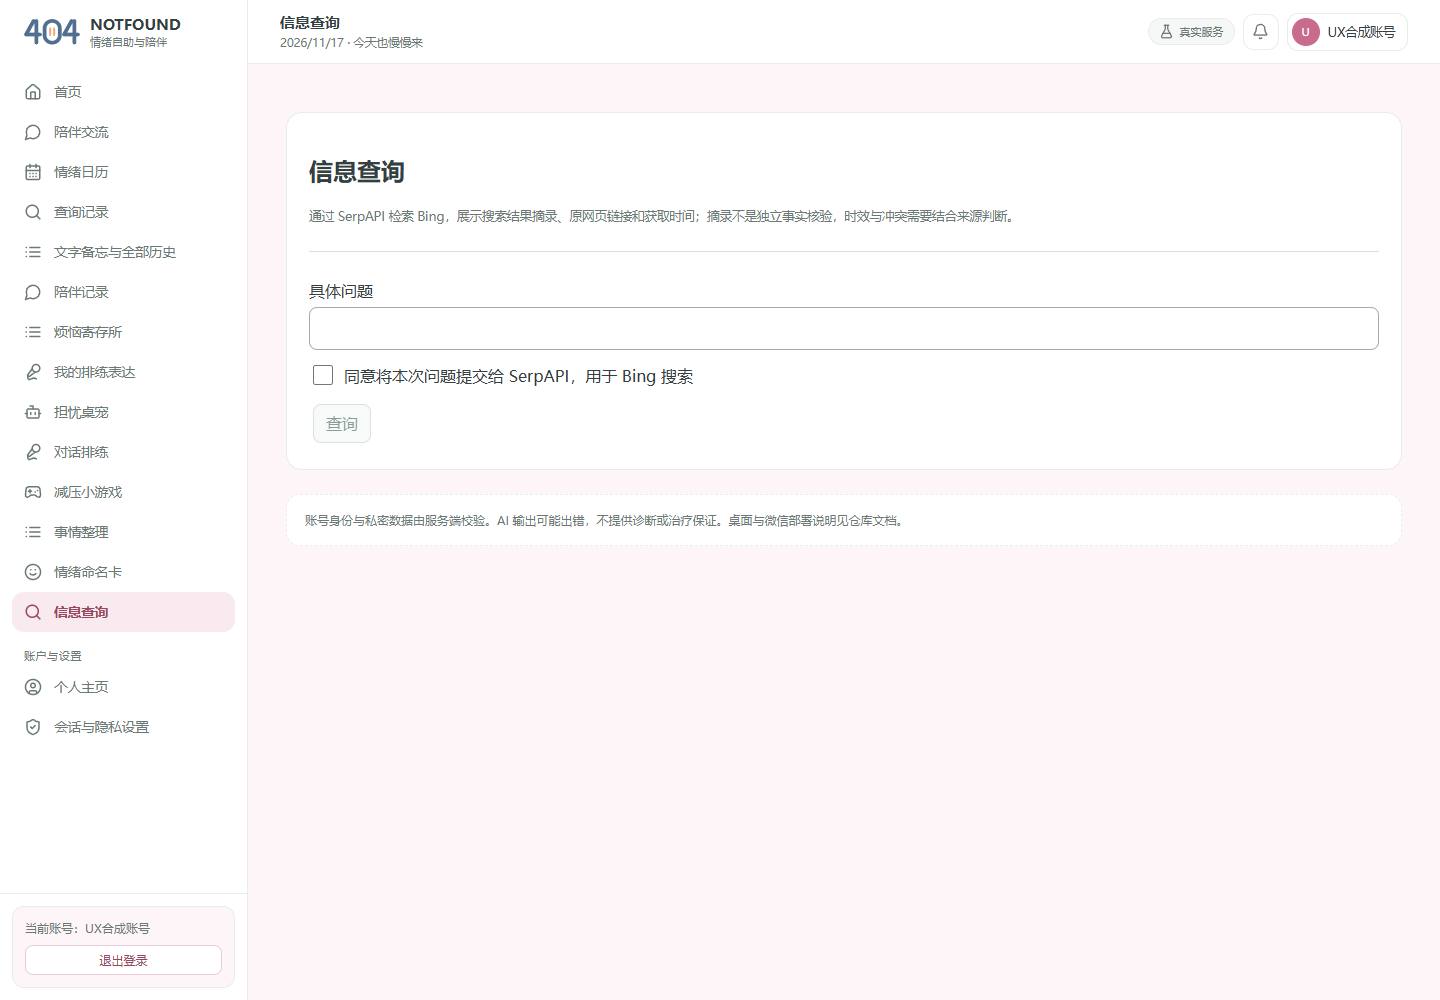 404 NOTFOUND
情绪自助与陪伴
首页
陪伴交流
情绪日历
查询记录
文字备忘与全部历史
陪伴记录
烦恼寄存所
我的排练表达
担忧桌宠
对话排练
减压小游戏
事情整理
情绪命名卡
信息查询
账户与设置
个人主页
会话与隐私设置
当前账号：UX合成账号
退出登录
信息查询
2026/11/17 · 今天也慢慢来
真实服务
U
UX合成账号
信息查询
通过 SerpAPI 检索 Bing，展示搜索结果摘录、原网页链接和获取时间；摘录不是独立事实核验，时效与冲突需要结合来源判断。
具体问题
同意将本次问题提交给 SerpAPI，用于 Bing 搜索
查询
账号身份与私密数据由服务端校验。AI 输出可能出错，不提供诊断或治疗保证。桌面与微信部署说明见仓库文档。